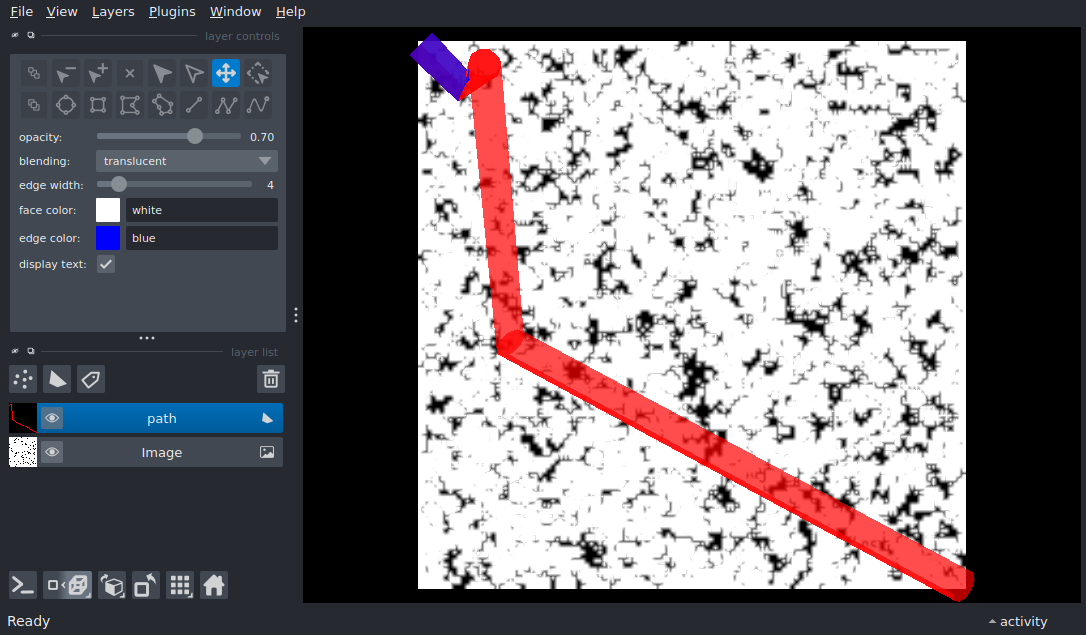 File View Layers Plugins Window Help
layer controls
opacity: 0.70
blending: translucent
edge width: 4
face color: white
edge color: blue
display text:
layer list
path
Image
Ready activity